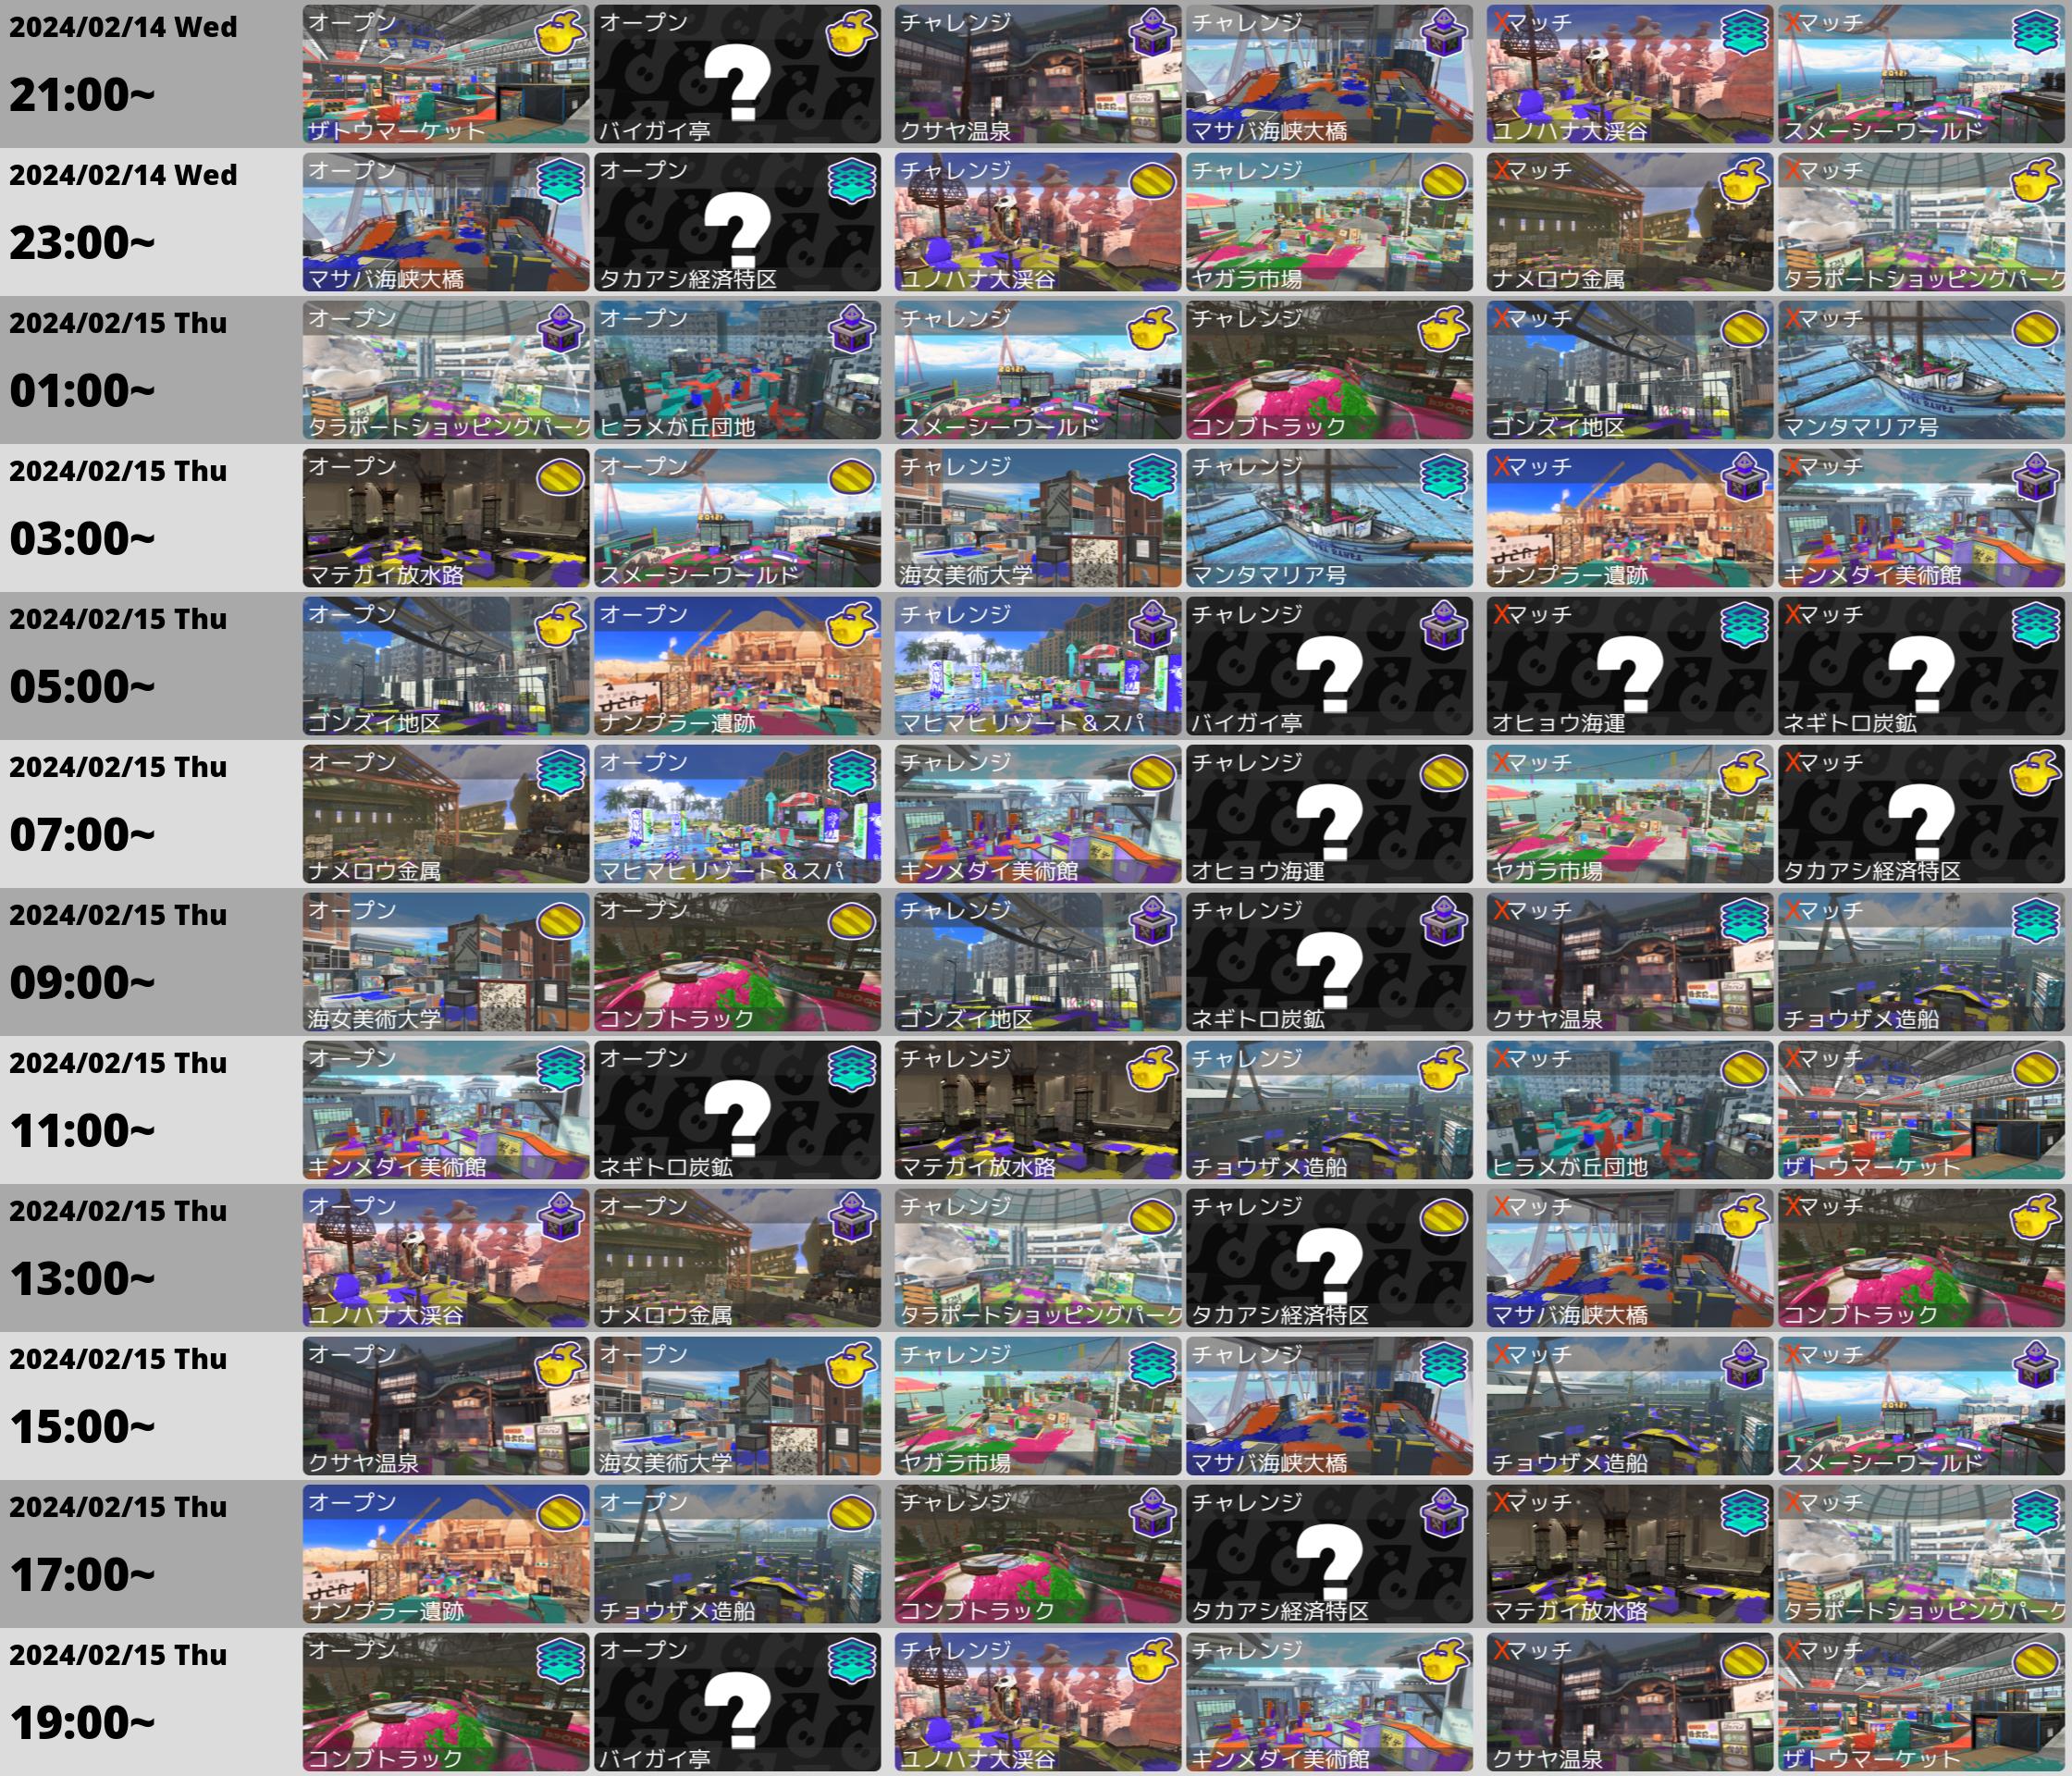 2024/02/14 Wed
21:00~
オープン オープン チャレンジ チャレンジ Xマッチ Xマッチ
ザトウマーケット バイガイ亭 クサヤ温泉 マサバ海峡大橋 ユノハナ大渓谷 スメーシーワールド
2024/02/14 Wed
23:00~
オープン オープン チャレンジ チャレンジ Xマッチ Xマッチ
マサバ海峡大橋 タカアシ経済特区 ユノハナ大渓谷 ヤガラ市場 ナメロウ金属 タラポートショッピングパーク
2024/02/15 Thu
01:00~
オープン オープン チャレンジ チャレンジ Xマッチ Xマッチ
タラポートショッピングパーク ヒラメが丘団地 スメーシーワールド コンブトラック ゴンズイ地区 マンタマリア号
2024/02/15 Thu
03:00~
オープン オープン チャレンジ チャレンジ Xマッチ Xマッチ
マテガイ放水路 スメーシーワールド 海女美術大学 マンタマリア号 ナンプラー遺跡 キンメダイ美術館
2024/02/15 Thu
05:00~
オープン オープン チャレンジ チャレンジ Xマッチ Xマッチ
ゴンズイ地区 ナンプラー遺跡 マヒマヒリゾート＆スパ バイガイ亭 オヒョウ海運 ネギトロ炭鉱
2024/02/15 Thu
07:00~
オープン オープン チャレンジ チャレンジ Xマッチ Xマッチ
ナメロウ金属 マヒマヒリゾート＆スパ キンメダイ美術館 オヒョウ海運 ヤガラ市場 タカアシ経済特区
2024/02/15 Thu
09:00~
オープン オープン チャレンジ チャレンジ Xマッチ Xマッチ
海女美術大学 コンブトラック ゴンズイ地区 ネギトロ炭鉱 クサヤ温泉 チョウザメ造船
2024/02/15 Thu
11:00~
オープン オープン チャレンジ チャレンジ Xマッチ Xマッチ
キンメダイ美術館 ネギトロ炭鉱 マテガイ放水路 チョウザメ造船 ヒラメが丘団地 ザトウマーケット
2024/02/15 Thu
13:00~
オープン オープン チャレンジ チャレンジ Xマッチ Xマッチ
ユノハナ大渓谷 ナメロウ金属 タラポートショッピングパーク タカアシ経済特区 マサバ海峡大橋 コンブトラック
2024/02/15 Thu
15:00~
オープン オープン チャレンジ チャレンジ Xマッチ Xマッチ
クサヤ温泉 海女美術大学 ヤガラ市場 マサバ海峡大橋 チョウザメ造船 スメーシーワールド
2024/02/15 Thu
17:00~
オープン オープン チャレンジ チャレンジ Xマッチ Xマッチ
ナンプラー遺跡 チョウザメ造船 コンブトラック タカアシ経済特区 マテガイ放水路 タラポートショッピングパーク
2024/02/15 Thu
19:00~
オープン オープン チャレンジ チャレンジ Xマッチ Xマッチ
コンブトラック バイガイ亭 ユノハナ大渓谷 キンメダイ美術館 クサヤ温泉 ザトウマーケット